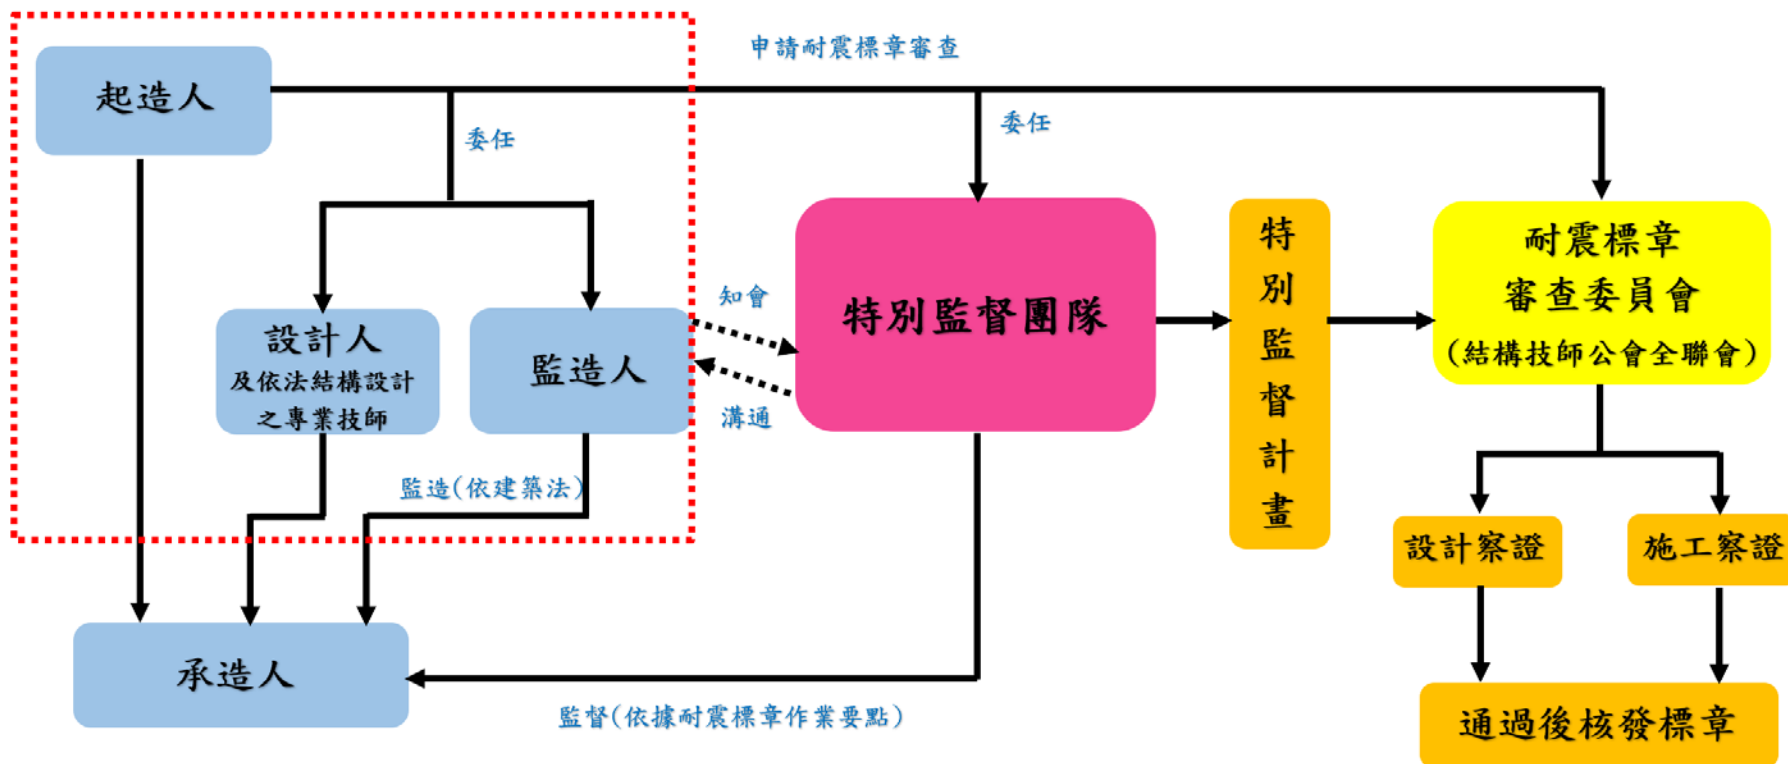 申請耐震標章審查
起造人
委任
委任
特別監督計畫
耐震標章
審查委員會
(結構技師公會全聯會)
特別監督團隊
知會
溝通
設計人
及依法結構設計
之專業技師
監造人
監造(依建築法)
設計察證
施工察證
承造人
監督(依據耐震標章作業要點)
通過後核發標章